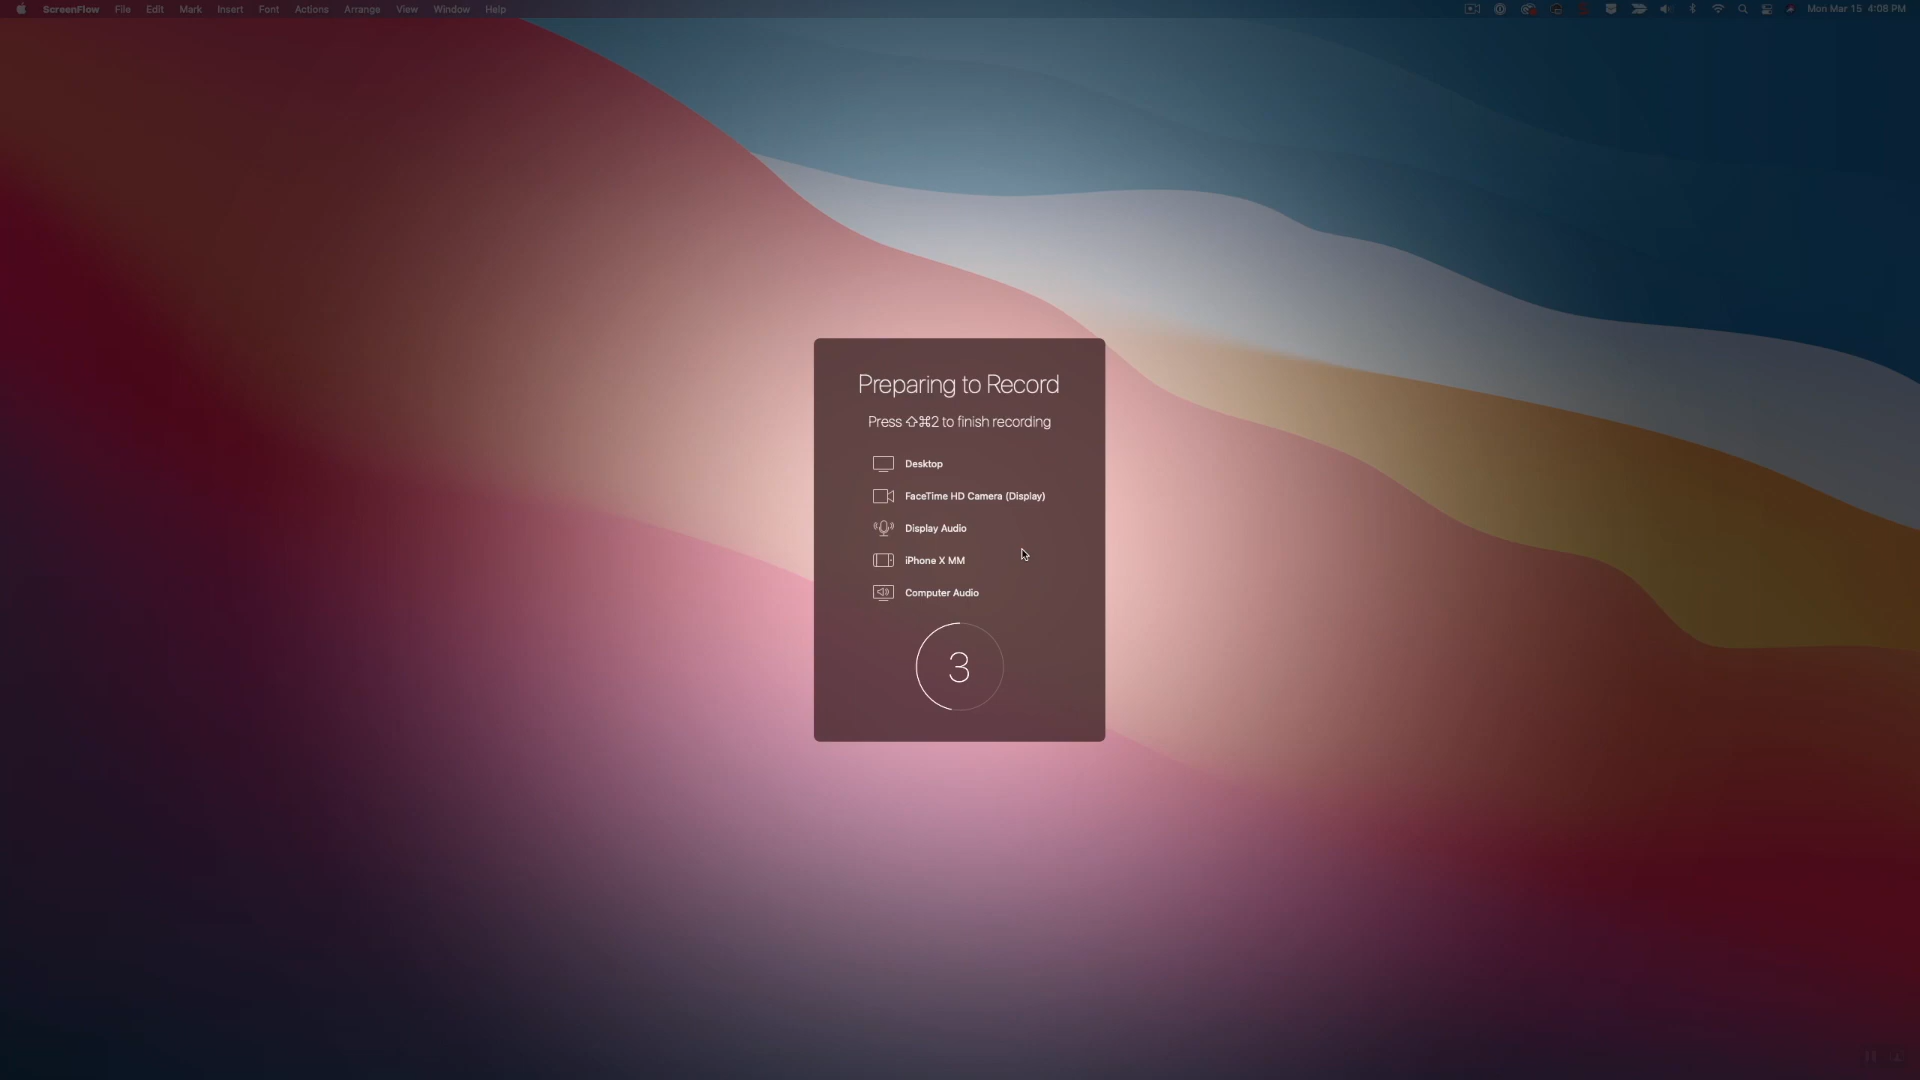 ScreenFlow File Edit Mark Insert Font Actions Arrange View Window Help Mon Mar 15 4:08 PM
Preparing to Record
Press ⇧⌘2 to finish recording
Desktop
FaceTime HD Camera (Display)
Display Audio
iPhone X MM
Computer Audio
3